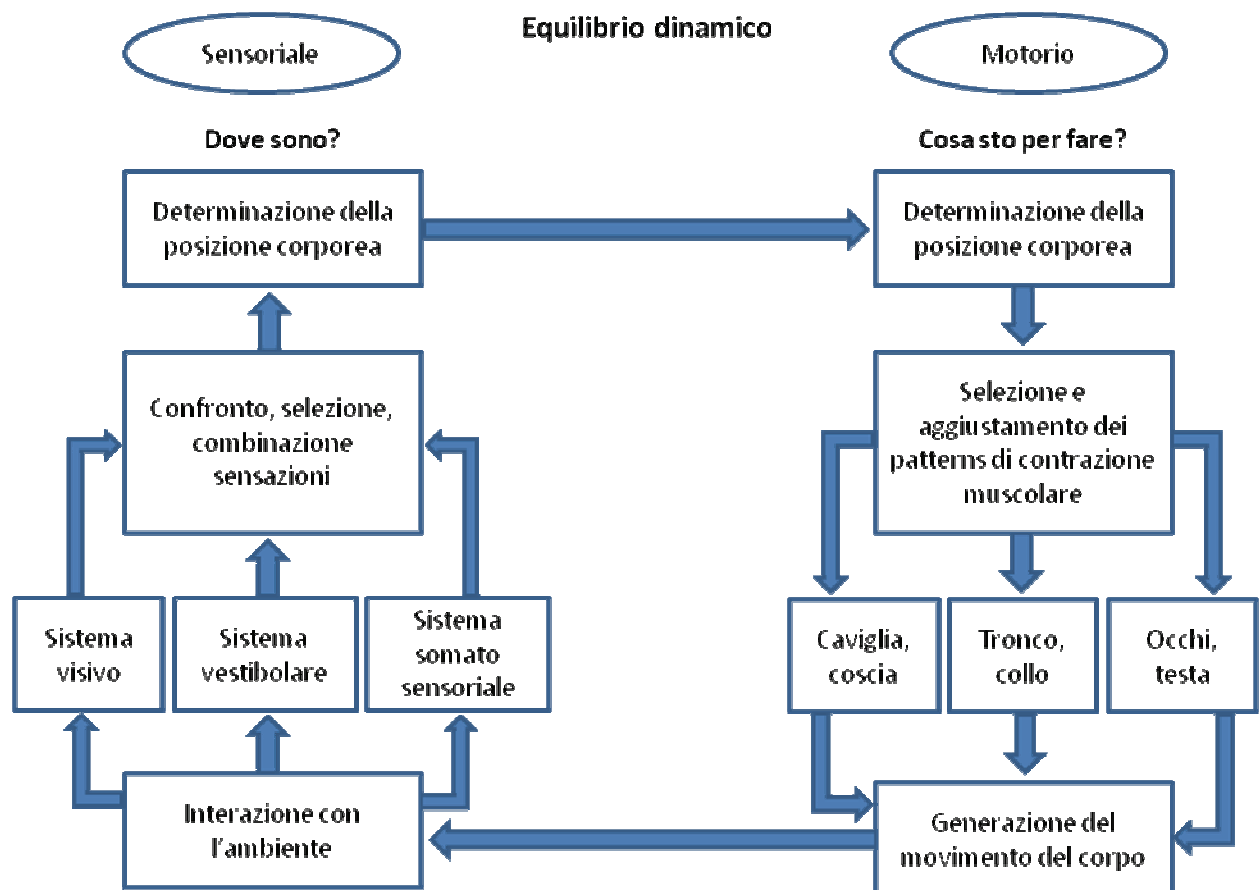 Equilibrio dinamico
Sensoriale
Motorio
Dove sono?
Cosa sto per fare?
Determinazione della
posizione corporea
Determinazione della
posizione corporea
Confronto, selezione,
combinazione
sensazioni
Selezione e
aggiustamento dei
patterns di contrazione
muscolare
Sistema
visivo
Sistema
vestibolare
Sistema
somato
sensoriale
Caviglia,
coscia
Tronco,
collo
Occhi,
testa
Interazione con
l'ambiente
Generazione del
movimento del corpo